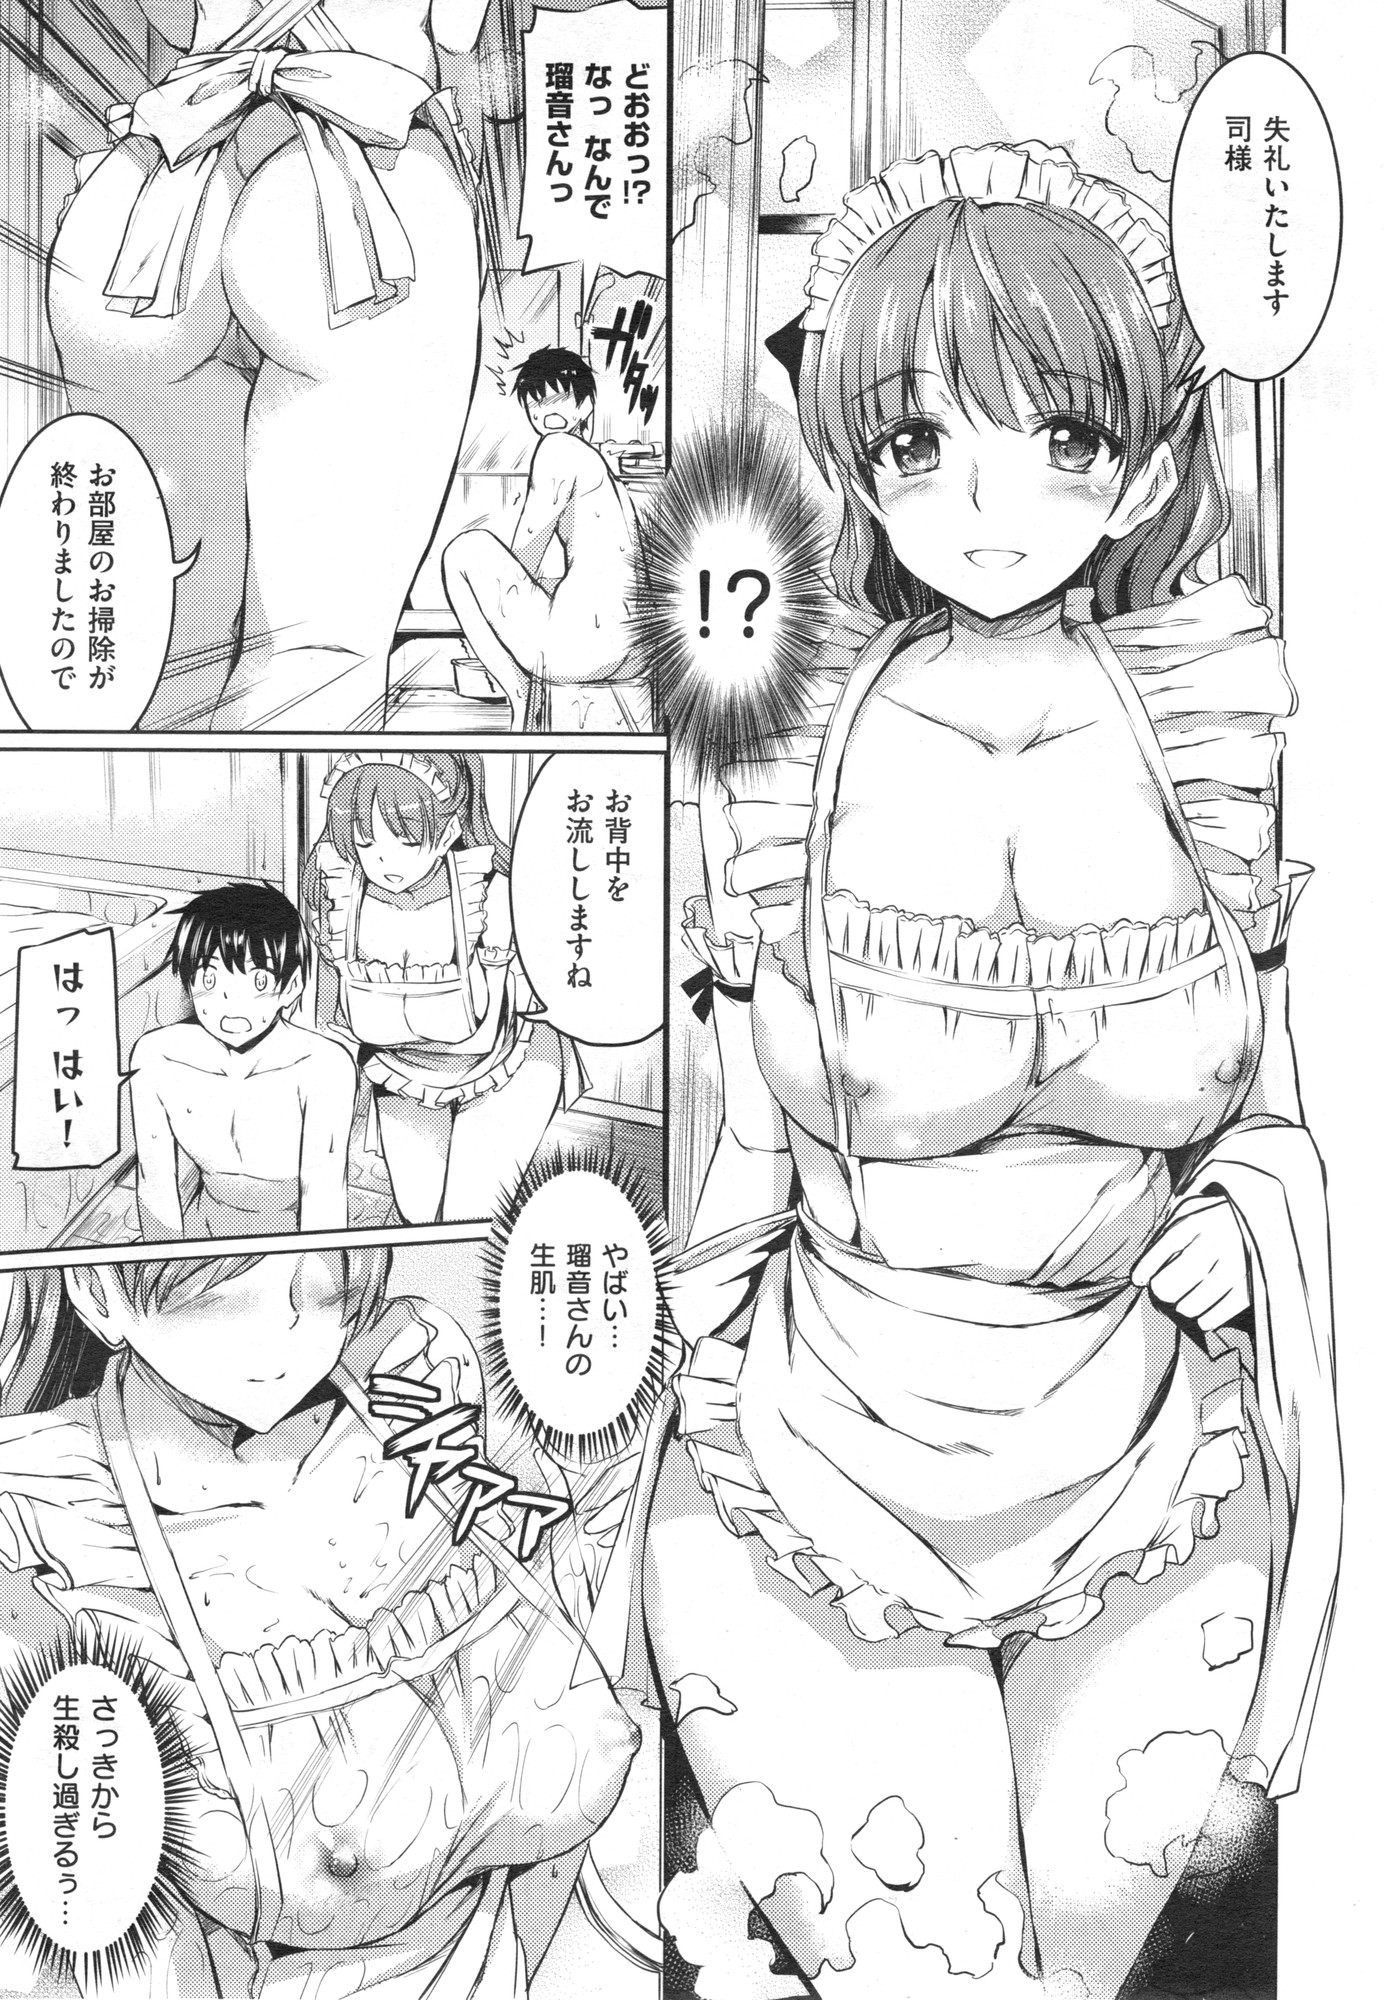 失礼いたします
司様
!?
どおおっ!?
なっ なんで
瑠音さんっ
ガタッ
お部屋のお掃除が
終わりましたので
お背中を
お流ししますね
はっ はい!
やばい…
瑠音さんの
生肌…!
ミチァア
さっきから
生殺し過ぎるぅ…